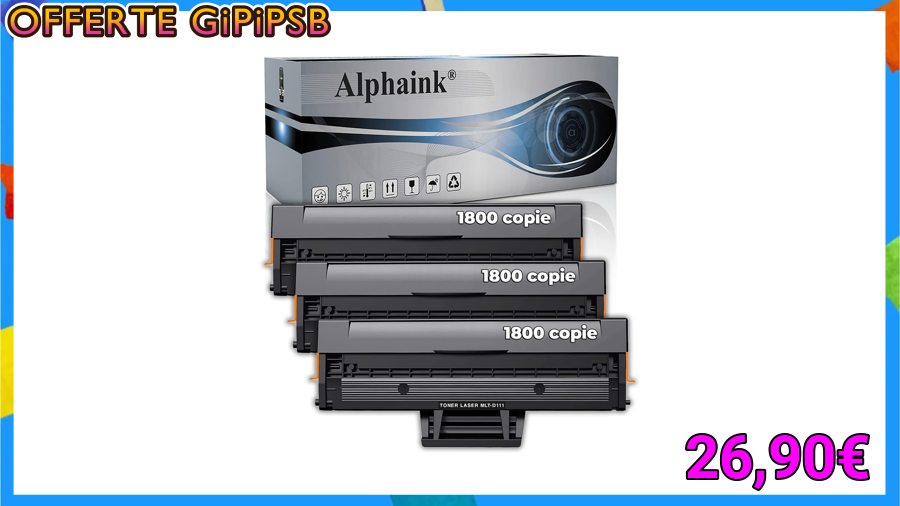 OFFERTE GiPiPSB
Alphaink®
1800 copie
1800 copie
1800 copie
TONER LASER MLT-D111
26,90€